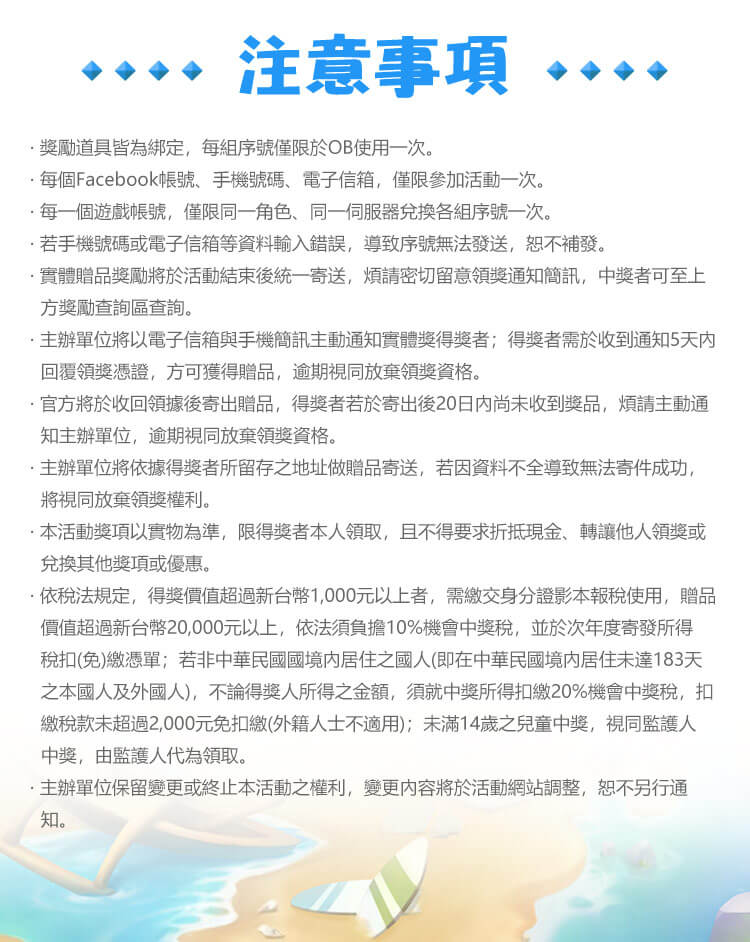 注意事項
· 獎勵道具皆為綁定，每組序號僅限於OB使用一次。
· 每個Facebook帳號、手機號碼、電子信箱，僅限參加活動一次。
· 每一個遊戲帳號，僅限同一角色、同一伺服器兌換各組序號一次。
· 若手機號碼或電子信箱等資料輸入錯誤，導致序號無法發送，恕不補發。
· 實體贈品獎勵將於活動結束後統一寄送，煩請密切留意領獎通知簡訊，中獎者可至上
方獎勵查詢區查詢。
· 主辦單位將以電子信箱與手機簡訊主動通知實體獎得獎者；得獎者需於收到通知5天內
回覆領獎憑證，方可獲得贈品，逾期視同放棄領獎資格。
· 官方將於收回領據後寄出贈品，得獎者若於寄出後20日內尚未收到獎品，煩請主動通
知主辦單位，逾期視同放棄領獎資格。
· 主辦單位將依據得獎者所留存之地址做贈品寄送，若因資料不全導致無法寄件成功，
將視同放棄領獎權利。
· 本活動獎項以實物為準，限得獎者本人領取，且不得要求折抵現金、轉讓他人領獎或
兌換其他獎項或優惠。
· 依稅法規定，得獎價值超過新台幣1,000元以上者，需繳交身分證影本報稅使用，贈品
價值超過新台幣20,000元以上，依法須負擔10%機會中獎稅，並於次年度寄發所得
稅扣(免)繳憑單；若非中華民國國境內居住之國人(即在中華民國境內居住未達183天
之本國人及外國人)，不論得獎人所得之金額，須就中獎所得扣繳20%機會中獎稅，扣
繳稅款未超過2,000元免扣繳(外籍人士不適用)；未滿14歲之兒童中獎，視同監護人
中獎，由監護人代為領取。
· 主辦單位保留變更或終止本活動之權利，變更內容將於活動網站調整，恕不另行通
知。